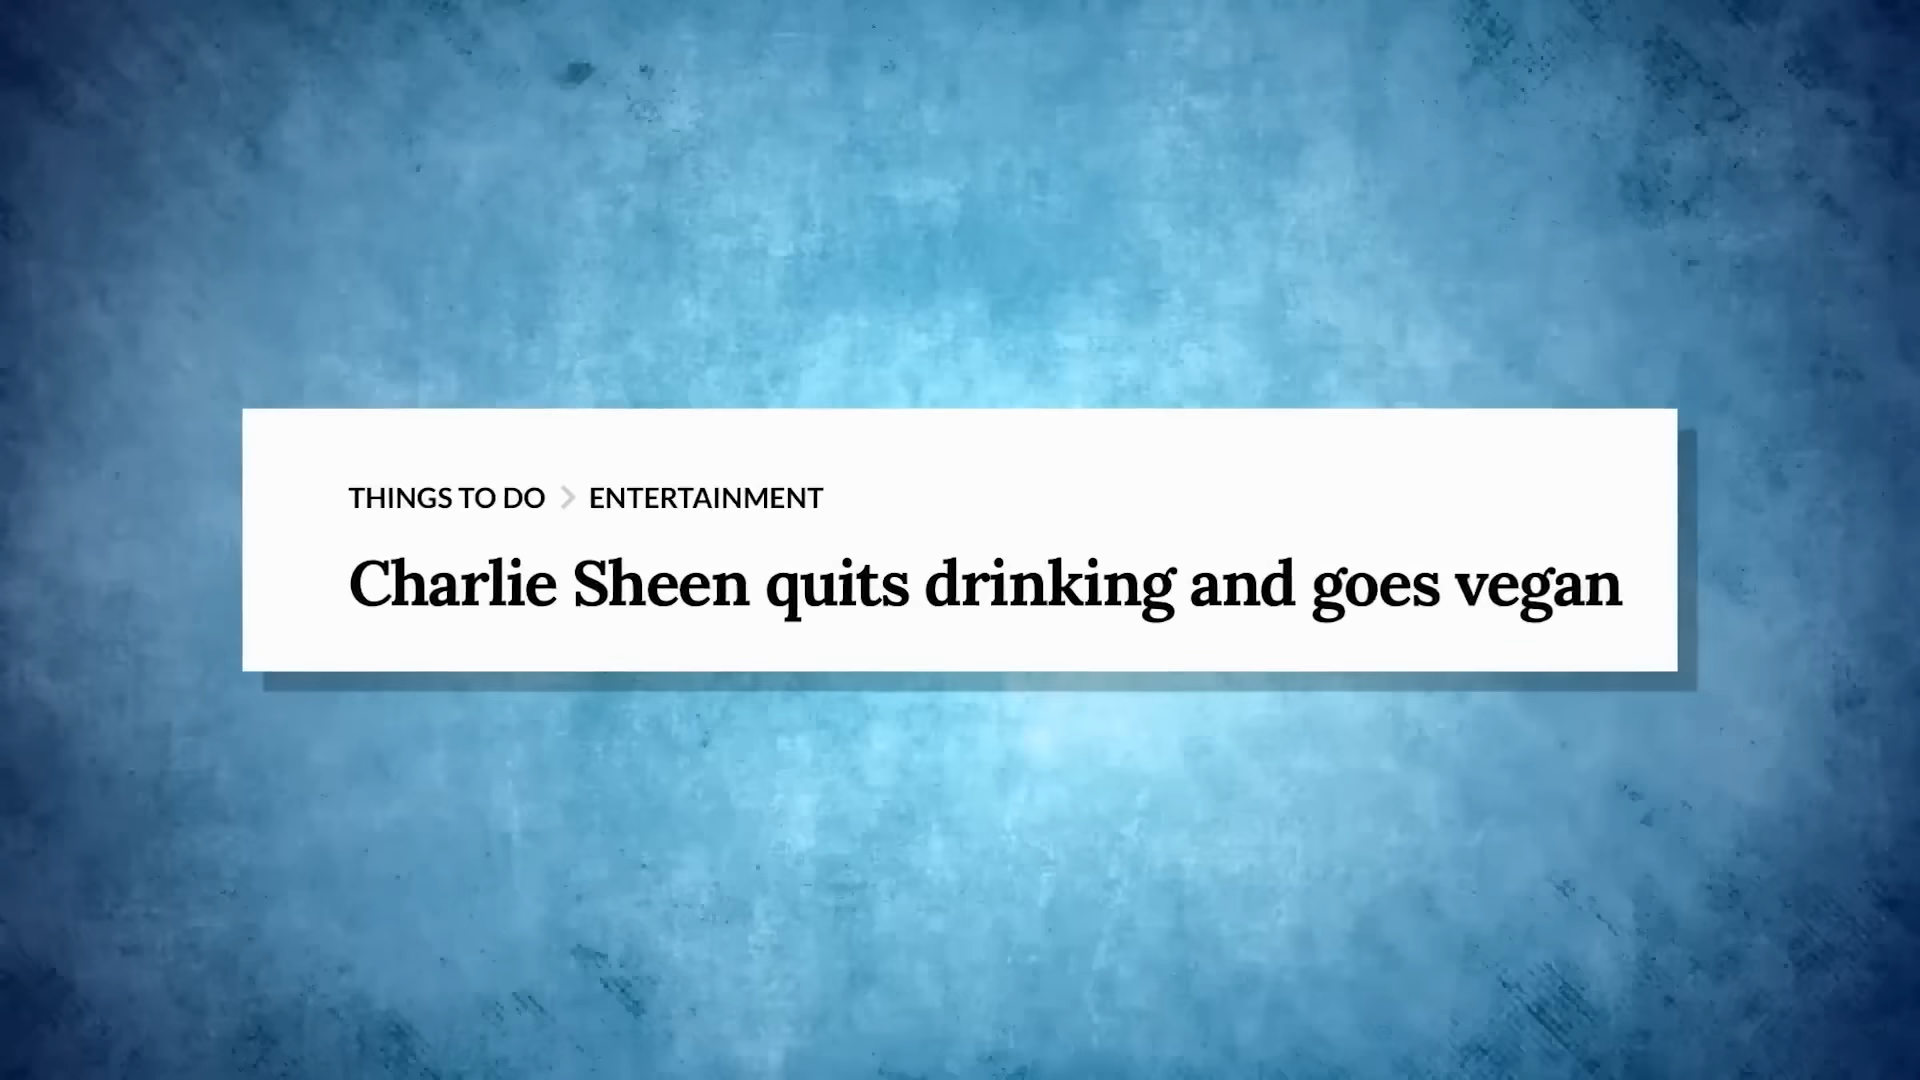 THINGS TO DO > ENTERTAINMENT
Charlie Sheen quits drinking and goes vegan